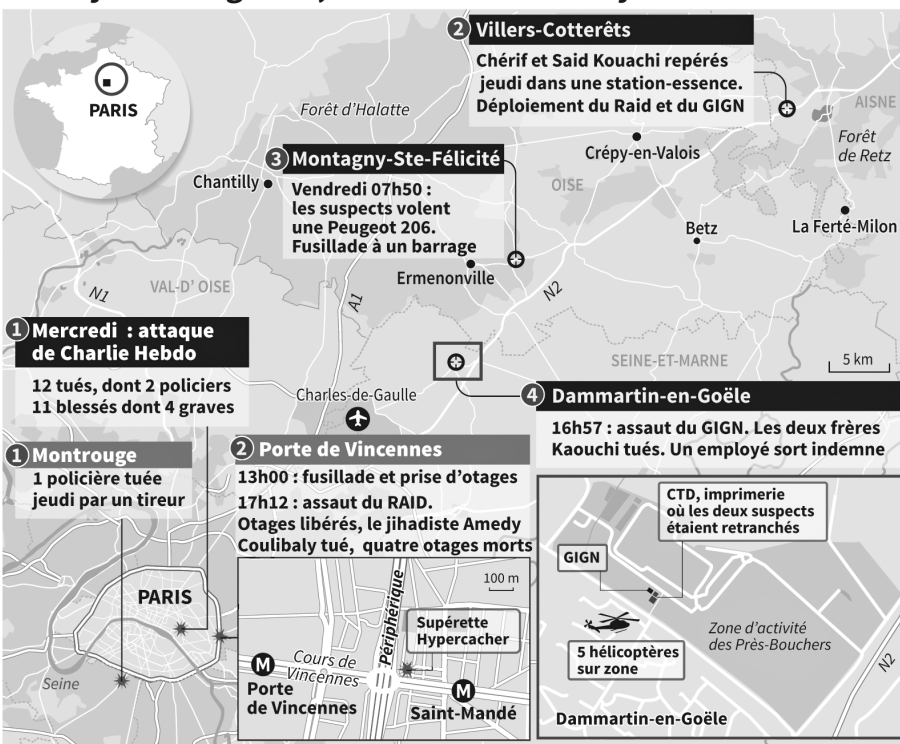 PARIS
2 Villers-Cotterêts
Chérif et Said Kouachi repérés
jeudi dans une station-essence.
Déploiement du Raid et du GIGN
AISNE
Forêt
de Retz
Forêt d'Halatte
Crépy-en-Valois
3 Montagny-Ste-Félicité
Vendredi 07h50 :
les suspects volent
une Peugeot 206.
Fusillade à un barrage
Chantilly
OISE
Betz
La Ferté-Milon
Ermenonville
N1
VAL-D' OISE
A1
N2
1 Mercredi : attaque
de Charlie Hebdo
12 tués, dont 2 policiers
11 blessés dont 4 graves
SEINE-ET-MARNE
5 km
Charles-de-Gaulle
4 Dammartin-en-Goële
16h57 : assaut du GIGN. Les deux frères
Kaouchi tués. Un employé sort indemne
1 Montrouge
1 policière tuée
jeudi par un tireur
2 Porte de Vincennes
13h00 : fusillade et prise d'otages
17h12 : assaut du RAID.
Otages libérés, le jihadiste Amedy
Coulibaly tué, quatre otages morts
PARIS
Seine
100 m
Périphérique
Supérette
Hypercacher
Cours de
Vincennes
M
Porte
de Vincennes
M
Saint-Mandé
CTD, imprimerie
où les deux suspects
étaient retranchés
GIGN
5 hélicoptères
sur zone
Zone d'activité
des Près-Bouchers
N2
Dammartin-en-Goële